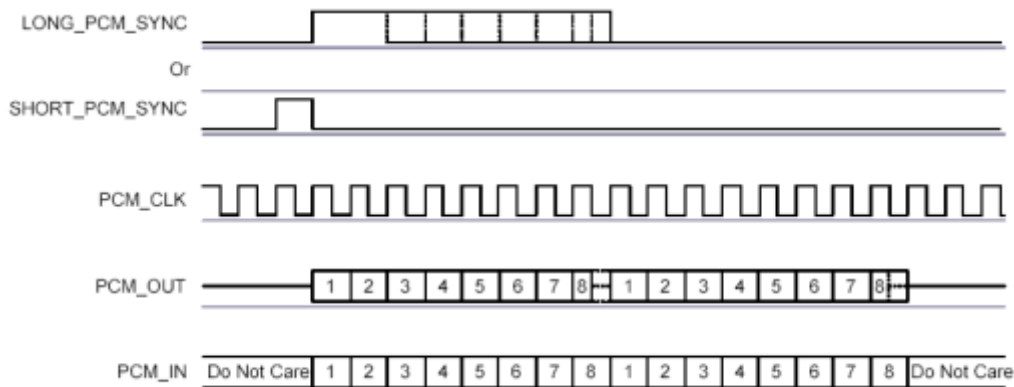 LONG_PCM_SYNC
Or
SHORT_PCM_SYNC
PCM_CLK
PCM_OUT 1 2 3 4 5 6 7 8 1 2 3 4 5 6 7 8
PCM_IN Do Not Care 1 2 3 4 5 6 7 8 1 2 3 4 5 6 7 8 Do Not Care